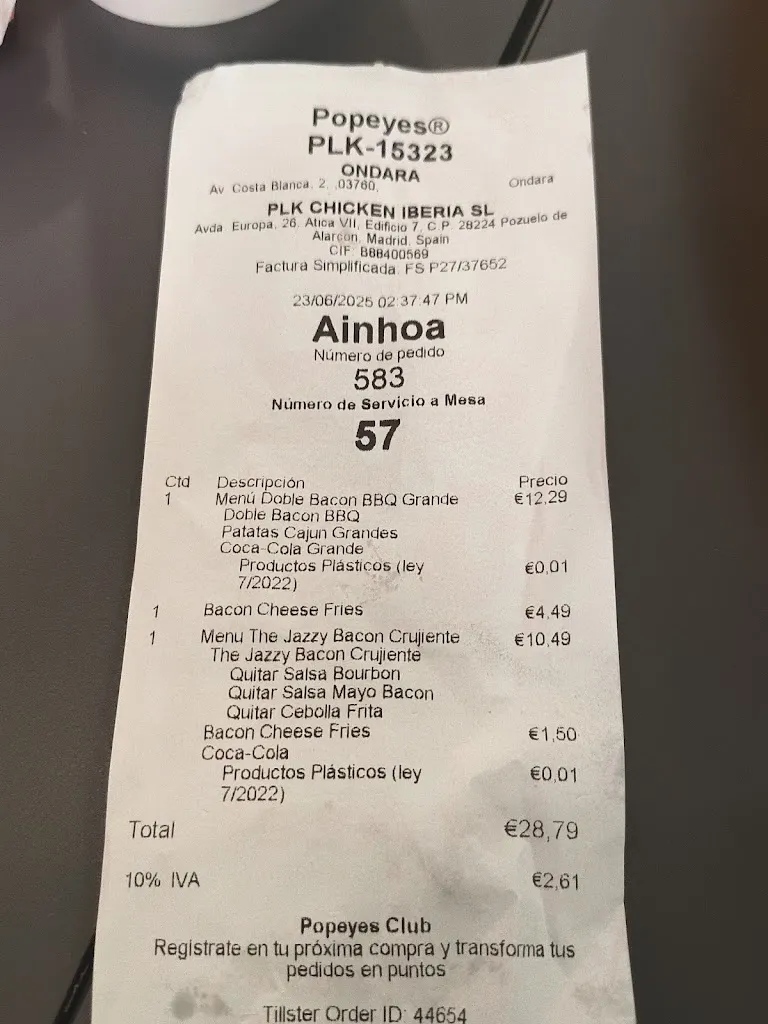 Popeyes®
PLK-15323
ONDARA
Av Costa Blanca, 2, ,03760, Ondara
PLK CHICKEN IBERIA SL
Avda Europa, 26, Atica VII, Edificio 7, C.P. 28224 Pozuelo de
Alarcón, Madrid, Spain
CIF: B88400569
Factura Simplificada: FS P27/37652
23/06/2025 02:37:47 PM
Ainhoa
Número de pedido
583
Número de Servicio a Mesa
57
Ctd Descripción Precio
1 Menú Doble Bacon BBQ Grande €12,29
Doble Bacon BBQ
Patatas Cajun Grandes
Coca-Cola Grande
Productos Plásticos (ley €0,01
7/2022)
1 Bacon Cheese Fries €4,49
1 Menu The Jazzy Bacon Crujiente €10,49
The Jazzy Bacon Crujiente
Quitar Salsa Bourbon
Quitar Salsa Mayo Bacon
Quitar Cebolla Frita
Bacon Cheese Fries €1,50
Coca-Cola
Productos Plásticos (ley €0,01
7/2022)
Total €28,79
10% IVA €2,61
Popeyes Club
Registrate en tu próxima compra y transforma tus
pedidos en puntos
Tillster Order ID: 44654